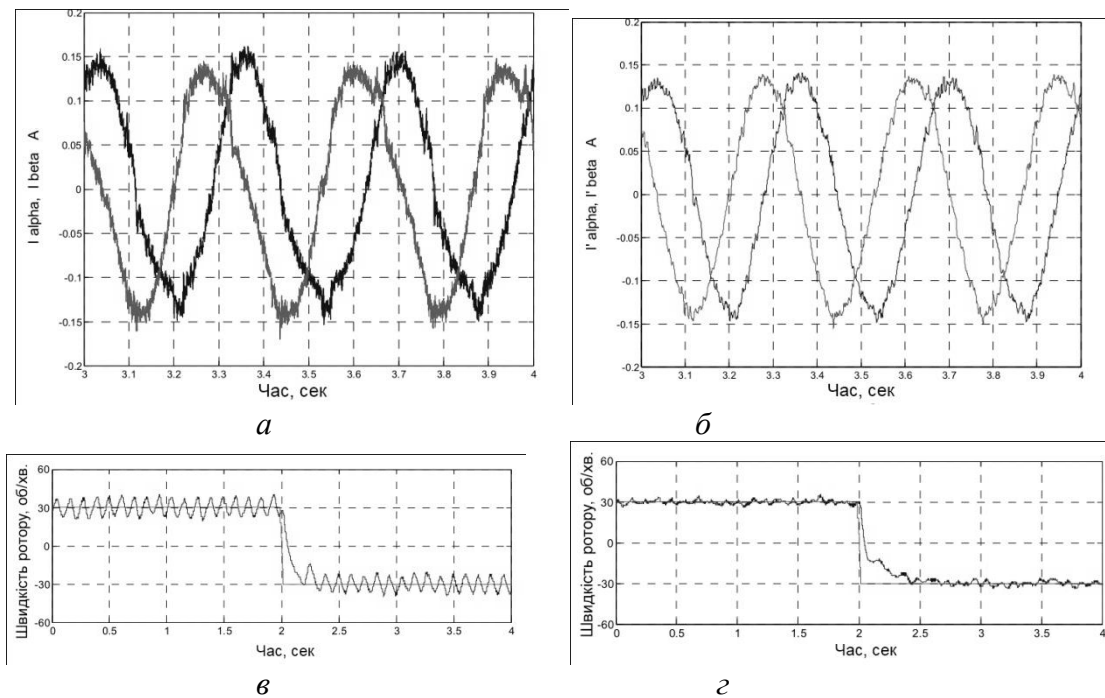 I alpha, I beta A
0.2
0.15
0.1
0.05
0
-0.05
-0.1
-0.15
-0.2
3 3.1 3.2 3.3 3.4 3.5 3.6 3.7 3.8 3.9 4
Час, сек
а
I' alpha, I' beta A
0.2
0.15
0.1
0.05
0
-0.05
-0.1
-0.15
-0.2
3 3.1 3.2 3.3 3.4 3.5 3.6 3.7 3.8 3.9 4
Час, сек
б
Швидкість ротору, об/хв.
60
30
0
-30
-60
0 0.5 1 1.5 2 2.5 3 3.5 4
Час, сек
в
Швидкість ротору, об/хв.
60
30
0
-30
-60
0 0.5 1 1.5 2 2.5 3 3.5 4
Час, сек
г